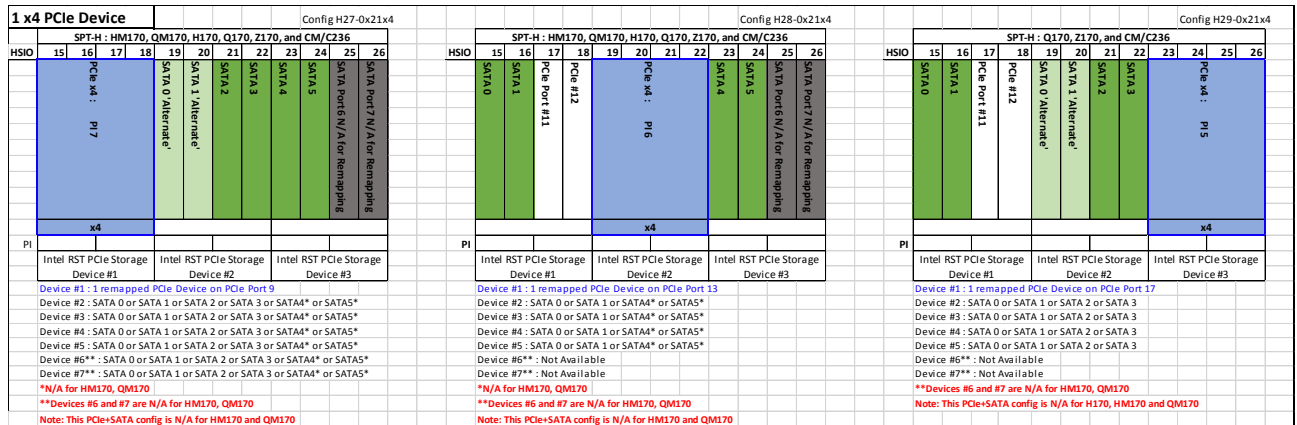 1 x4 PCIe Device
Config H27-0x21x4
SPT-H : HM170, QM170, H170, Q170, Z170, and CM/C236
HSIO 15 16 17 18 19 20 21 22 23 24 25 26
PCIe x4 : PI 7
SATA 0 'Alternate'
SATA 1 'Alternate'
SATA 2
SATA 3
SATA 4
SATA 5
SATA Port6 N/A for Remapping
SATA Port7 N/A for Remapping
x4
PI
Intel RST PCIe Storage Device #1
Intel RST PCIe Storage Device #2
Intel RST PCIe Storage Device #3
Device #1 : 1 remapped PCIe Device on PCIe Port 9
Device #2 : SATA 0 or SATA 1 or SATA 2 or SATA 3 or SATA4* or SATA5*
Device #3 : SATA 0 or SATA 1 or SATA 2 or SATA 3 or SATA4* or SATA5*
Device #4 : SATA 0 or SATA 1 or SATA 2 or SATA 3 or SATA4* or SATA5*
Device #5 : SATA 0 or SATA 1 or SATA 2 or SATA 3 or SATA4* or SATA5*
Device #6** : SATA 0 or SATA 1 or SATA 2 or SATA 3 or SATA4* or SATA5*
Device #7** : SATA 0 or SATA 1 or SATA 2 or SATA 3 or SATA4* or SATA5*
*N/A for HM170, QM170
**Devices #6 and #7 are N/A for HM170, QM170
Note: This PCIe+SATA config is N/A for HM170 and QM170
Config H28-0x21x4
SPT-H : HM170, QM170, H170, Q170, Z170, and CM/C236
HSIO 15 16 17 18 19 20 21 22 23 24 25 26
SATA 0
SATA 1
PCIe Port #11
PCIe #12
PCIe x4 : PI 6
SATA 4
SATA 5
SATA Port6 N/A for Remapping
SATA Port7 N/A for Remapping
x4
PI
Intel RST PCIe Storage Device #1
Intel RST PCIe Storage Device #2
Intel RST PCIe Storage Device #3
Device #1 : 1 remapped PCIe Device on PCIe Port 13
Device #2 : SATA 0 or SATA 1 or SATA4* or SATA5*
Device #3 : SATA 0 or SATA 1 or SATA4* or SATA5*
Device #4 : SATA 0 or SATA 1 or SATA4* or SATA5*
Device #5 : SATA 0 or SATA 1 or SATA4* or SATA5*
Device #6** : Not Available
Device #7** : Not Available
*N/A for HM170, QM170
**Devices #6 and #7 are N/A for HM170, QM170
Note: This PCIe+SATA config is N/A for HM170 and QM170
Config H29-0x21x4
SPT-H : Q170, Z170, and CM/C236
HSIO 15 16 17 18 19 20 21 22 23 24 25 26
SATA 0
SATA 1
PCIe Port #11
PCIe #12
SATA 0 'Alternate'
SATA 1 'Alternate'
SATA 2
SATA 3
PCIe x4 : PI 5
x4
PI
Intel RST PCIe Storage Device #1
Intel RST PCIe Storage Device #2
Intel RST PCIe Storage Device #3
Device #1 : 1 remapped PCIe Device on PCIe Port 17
Device #2 : SATA 0 or SATA 1 or SATA 2 or SATA 3
Device #3 : SATA 0 or SATA 1 or SATA 2 or SATA 3
Device #4 : SATA 0 or SATA 1 or SATA 2 or SATA 3
Device #5 : SATA 0 or SATA 1 or SATA 2 or SATA 3
Device #6** : Not Available
Device #7** : Not Available
**Devices #6 and #7 are N/A for HM170, QM170
Note: This PCIe+SATA config is N/A for H170, HM170 and QM170